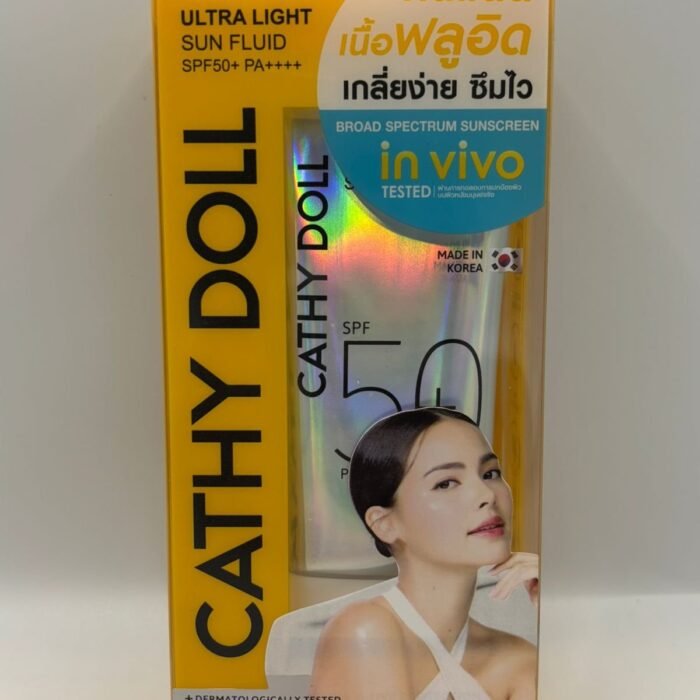 ULTRA LIGHT
SUN FLUID
SPF50+ PA++++
CATHY DOLL
เนื้อฟลูอิด
เกลี่ยง่าย ซึมไว
BROAD SPECTRUM SUNSCREEN
in vivo
TESTED
MADE IN
KOREA
CATHY DOLL
SPF
50+
+ DERMATOLOGICALLY TESTED